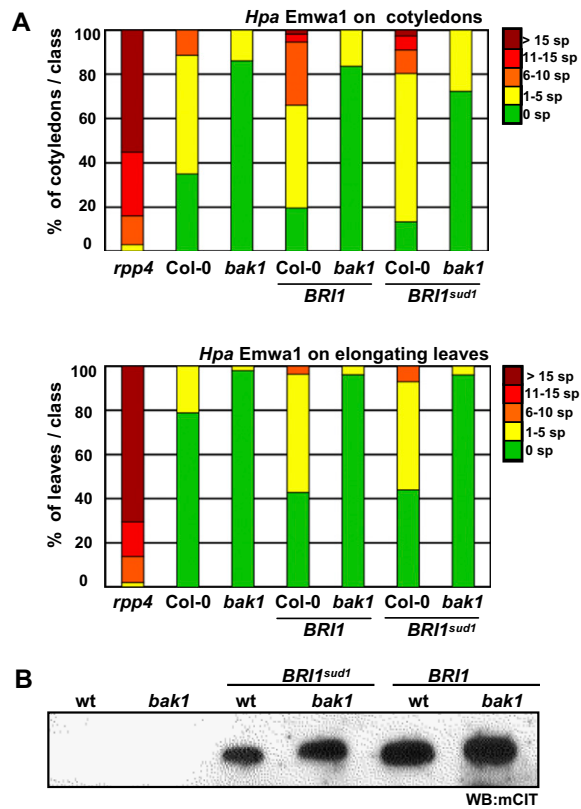 A
Hpa Emwa1 on cotyledons
% of cotyledons / class
100
80
60
40
20
0
> 15 sp
11-15 sp
6-10 sp
1-5 sp
0 sp
rpp4 Col-0 bak1 Col-0 bak1 Col-0 bak1
BRI1 BRI1sud1
Hpa Emwa1 on elongating leaves
% of leaves / class
100
80
60
40
20
0
> 15 sp
11-15 sp
6-10 sp
1-5 sp
0 sp
rpp4 Col-0 bak1 Col-0 bak1 Col-0 bak1
BRI1 BRI1sud1
B
BRI1sud1 BRI1
wt bak1 wt bak1 wt bak1
WB:mCIT